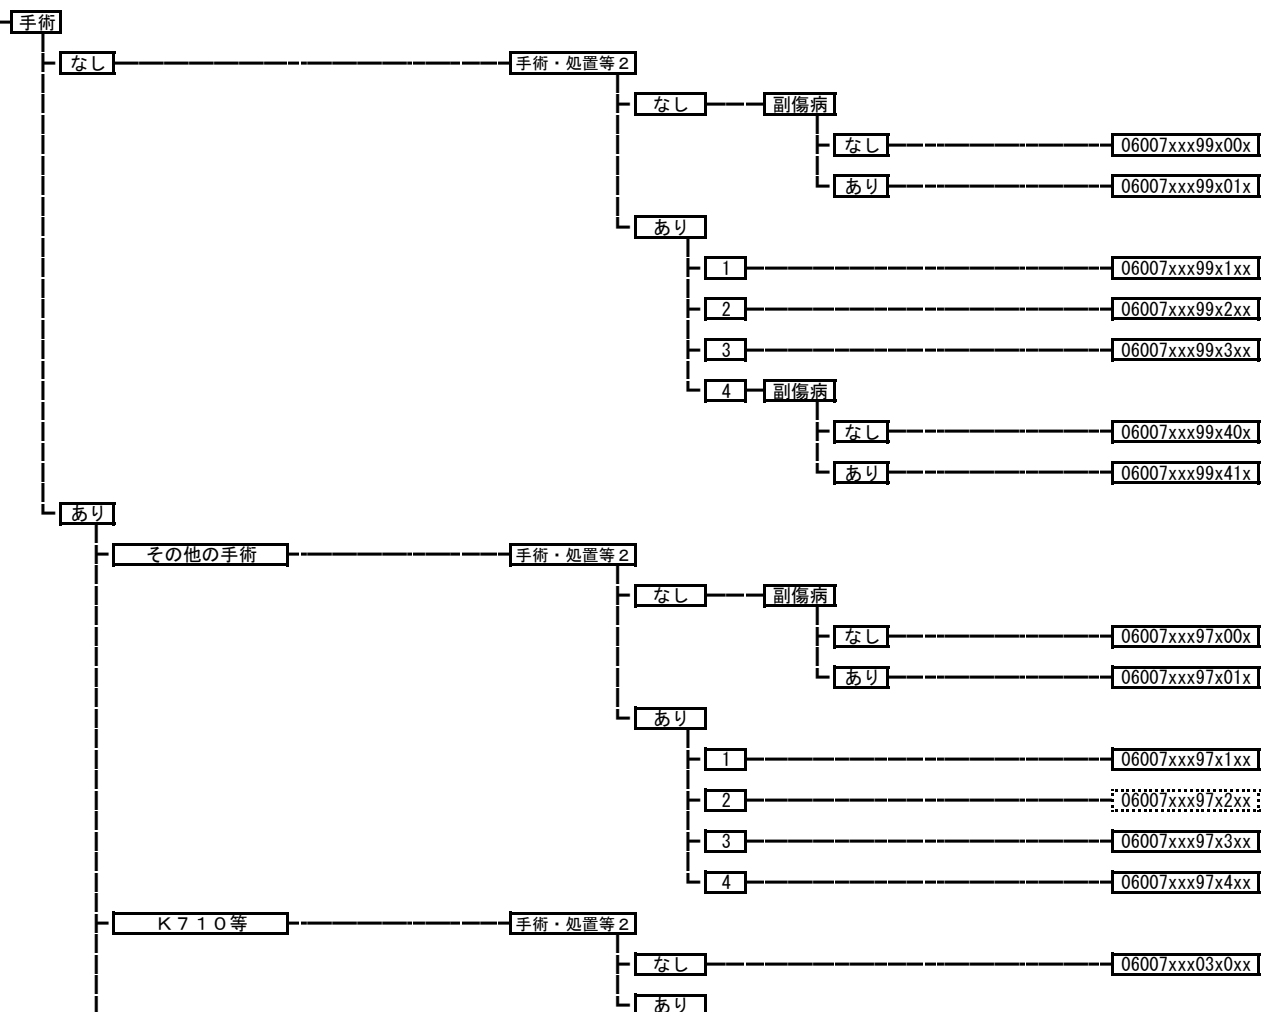 手術
なし 手術・処置等２
なし 副傷病
なし 06007xxx99x00x
あり 06007xxx99x01x
あり
1 06007xxx99x1xx
2 06007xxx99x2xx
3 06007xxx99x3xx
4 副傷病
なし 06007xxx99x40x
あり 06007xxx99x41x
あり
その他の手術 手術・処置等２
なし 副傷病
なし 06007xxx97x00x
あり 06007xxx97x01x
あり
1 06007xxx97x1xx
2 06007xxx97x2xx
3 06007xxx97x3xx
4 06007xxx97x4xx
Ｋ７１０等 手術・処置等２
なし 06007xxx03x0xx
あり